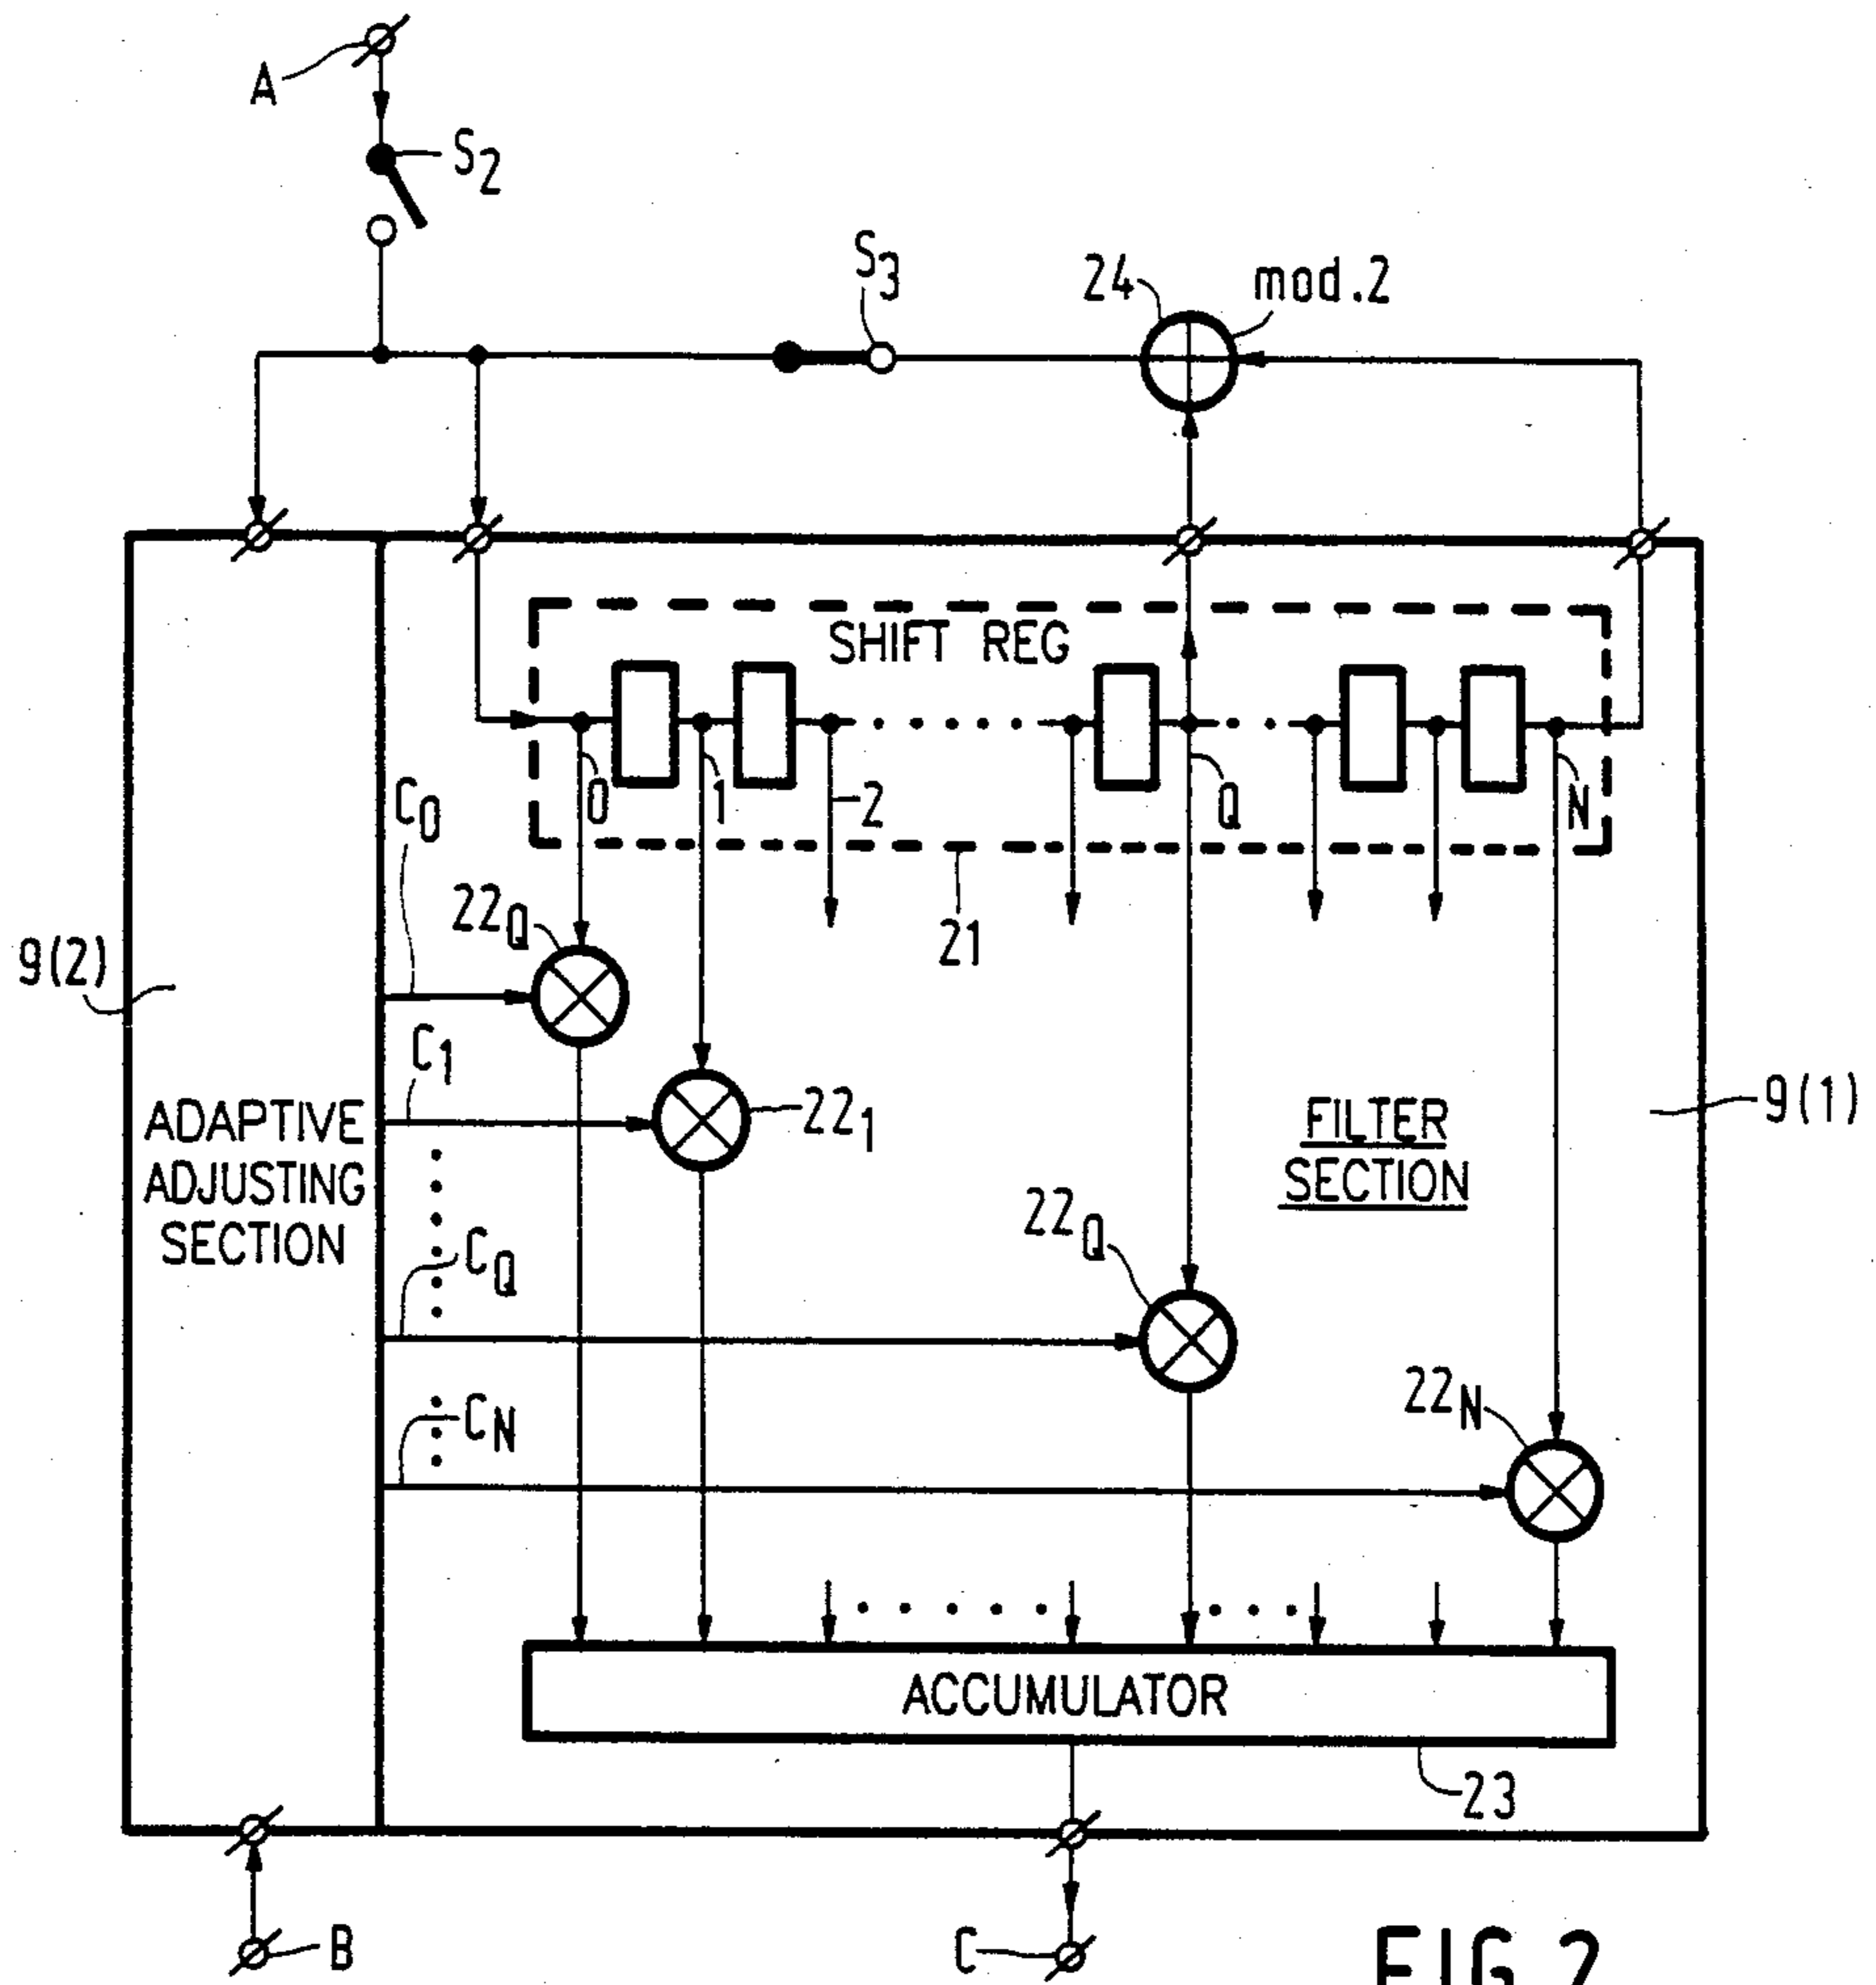 A
S2
S3
24
mod.2
SHIFT REG
0
1
2
Q
N
C0
22Q
21
9(2)
C1
221
ADAPTIVE
ADJUSTING
SECTION
FILTER
SECTION
9(1)
CQ
22Q
CN
22N
ACCUMULATOR
23
B
C
FIG.2